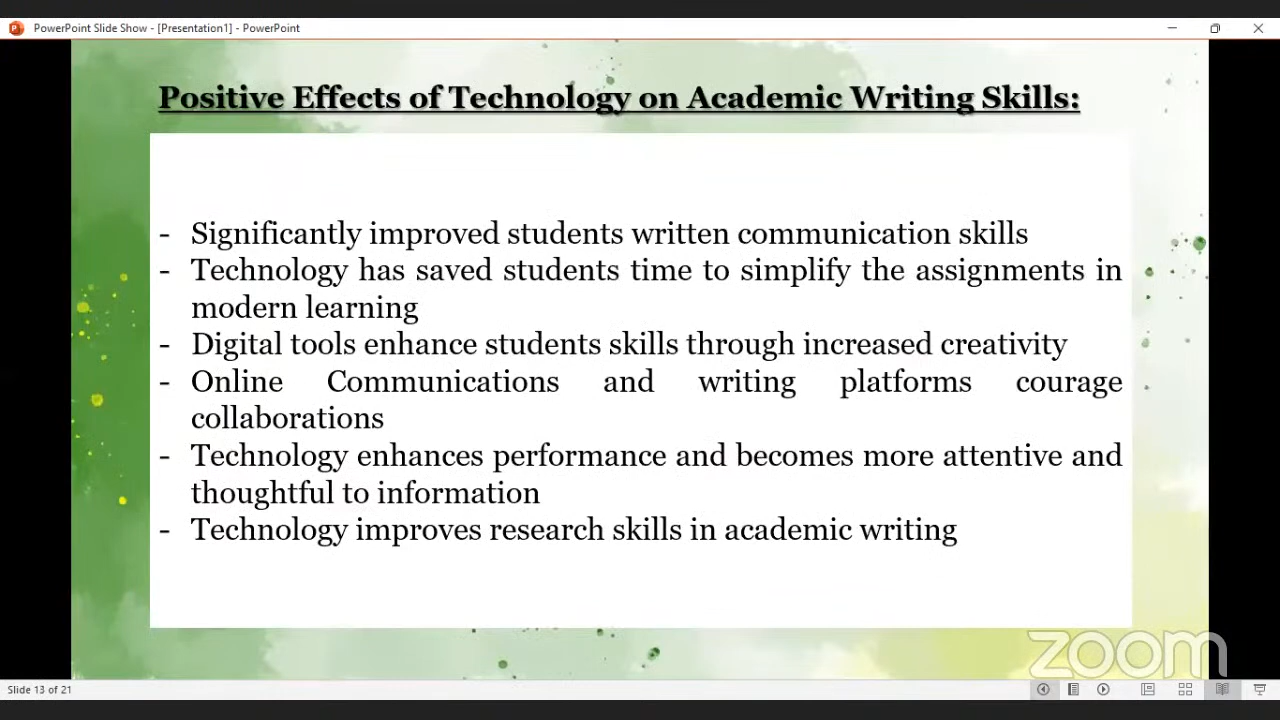 PowerPoint Slide Show - [Presentation1] - PowerPoint
Positive Effects of Technology on Academic Writing Skills:
- Significantly improved students written communication skills
- Technology has saved students time to simplify the assignments in
modern learning
- Digital tools enhance students skills through increased creativity
- Online Communications and writing platforms courage
collaborations
- Technology enhances performance and becomes more attentive and
thoughtful to information
- Technology improves research skills in academic writing
zoom
Slide 13 of 21